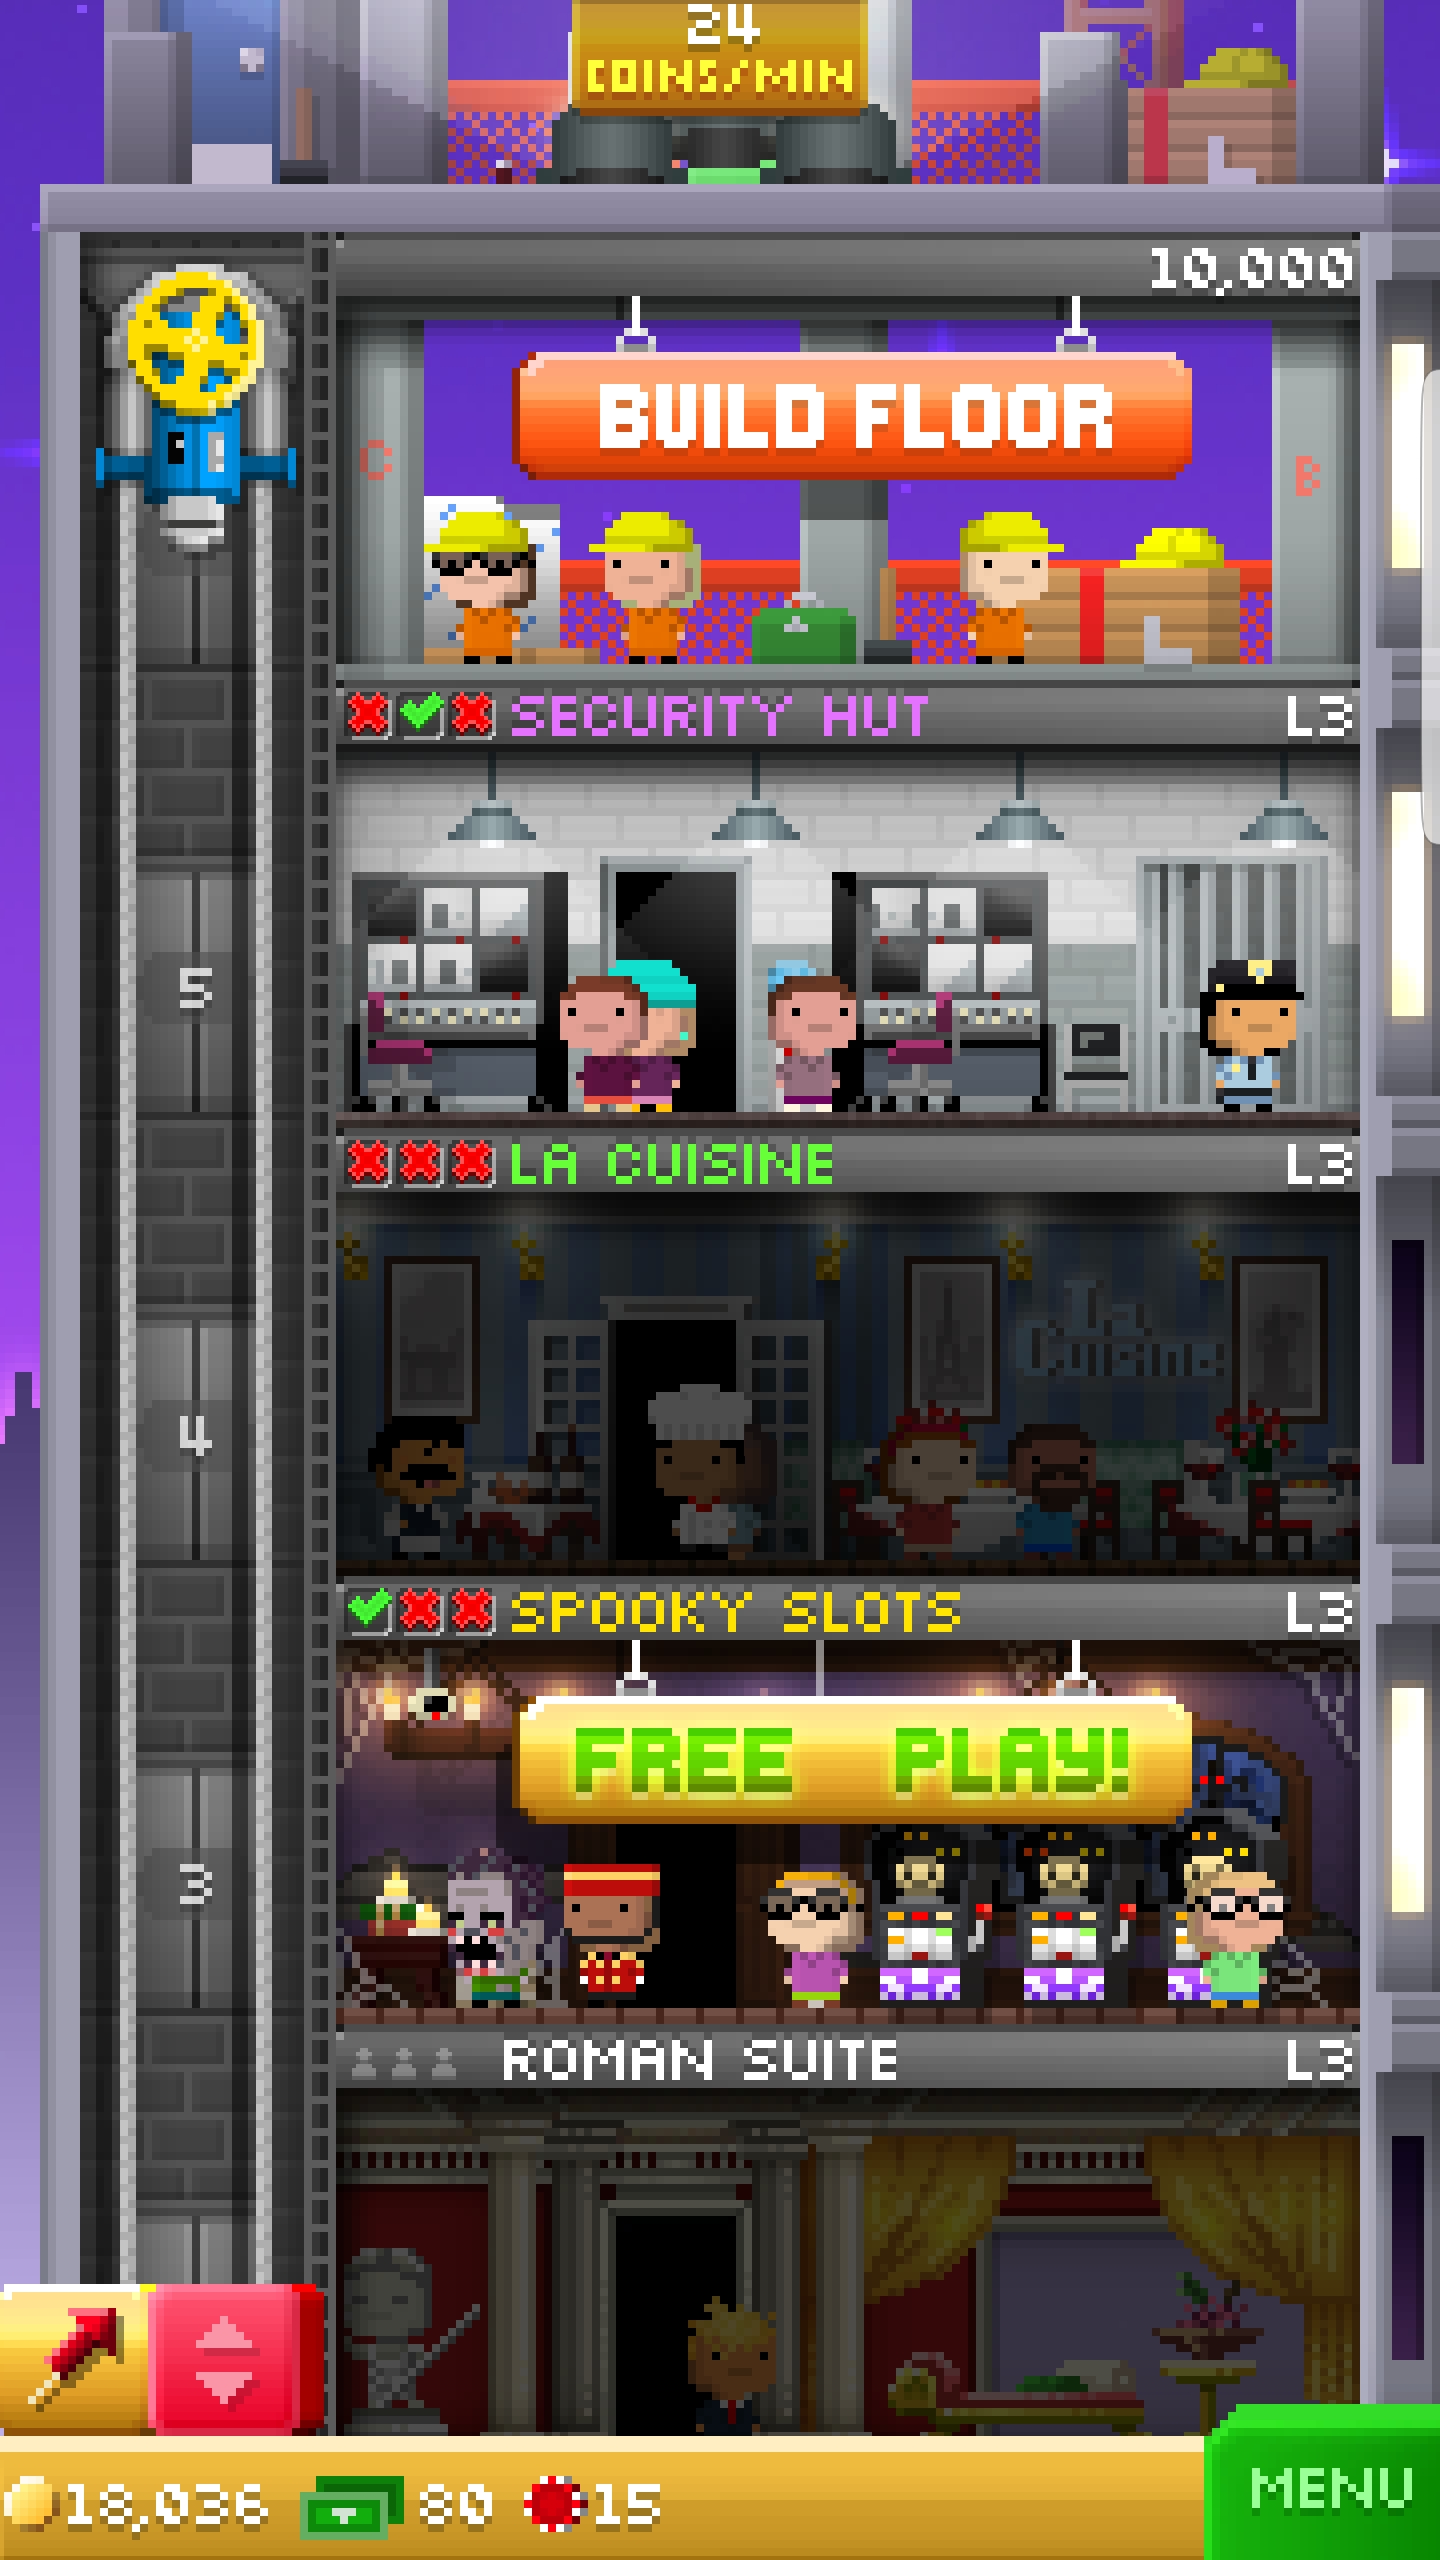 24
COINS/MIN
10,000
BUILD FLOOR
C
B
SECURITY HUT L3
5
LA CUISINE L3
La
Cuisine
4
SPOOKY SLOTS L3
FREE PLAY!
3
ROMAN SUITE L3
18,036 80 15
MENU